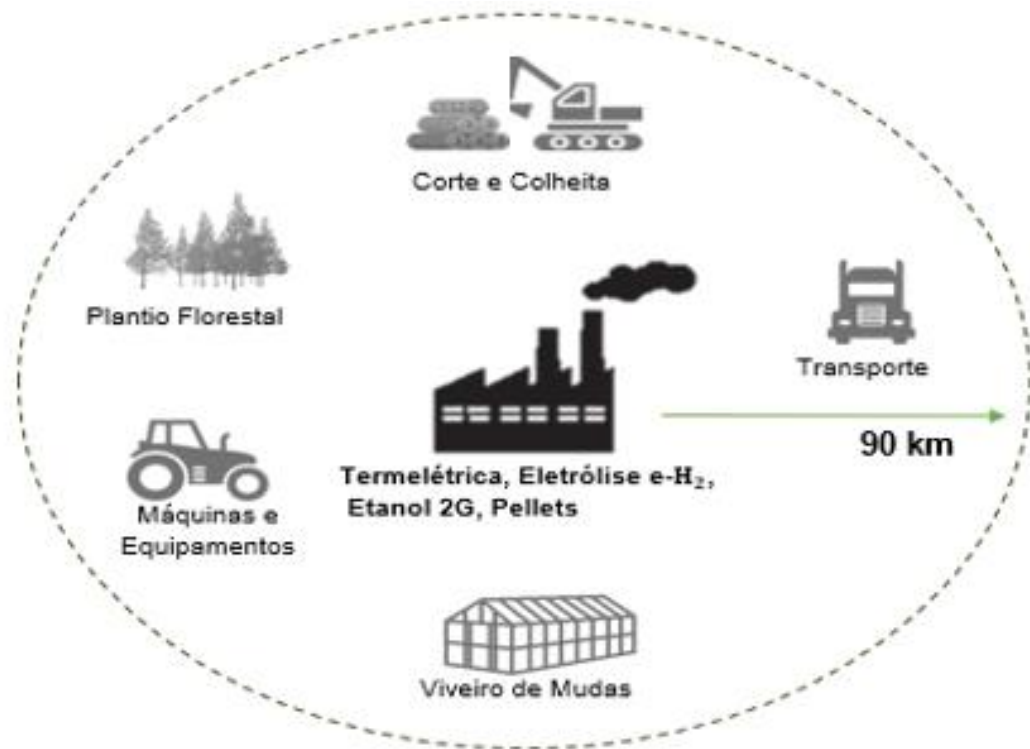 Corte e Colheita
Plantio Florestal
Transporte
90 km
Termelétrica, Eletrólise e-H₂,
Etanol 2G, Pellets
Máquinas e
Equipamentos
Viveiro de Mudas